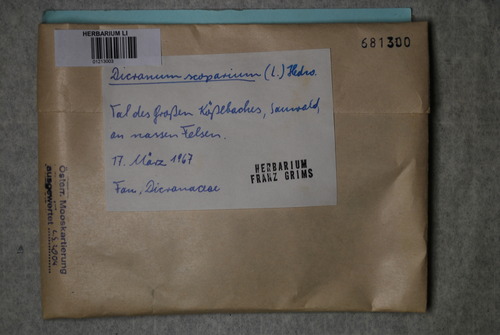 HERBARIUM LI
01213003
681300
Dicranum scoparium (L.) Hedw.
Tal des Großen Kößlbaches, Sauwald,
an nassen Felsen.
17. März 1967
Fam. Dicranaceae
HERBARIUM
FRANZ GRIMS
Österr. Mooskartierung
ausgewertet